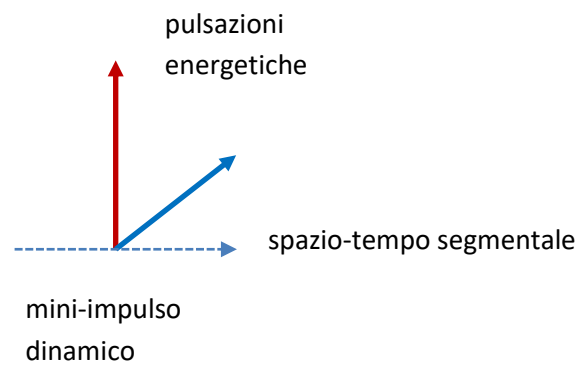 pulsazioni
energetiche
spazio-tempo segmentale
mini-impulso
dinamico